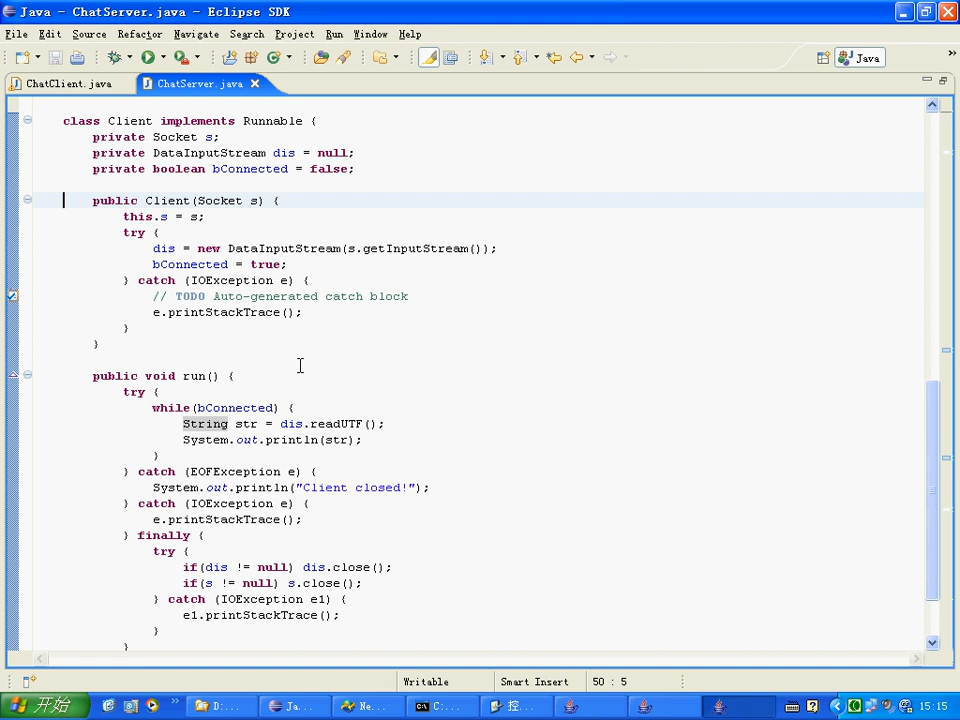 Java - ChatServer.java - Eclipse SDK
File Edit Source Refactor Navigate Search Project Run Window Help
Java
ChatClient.java ChatServer.java
class Client implements Runnable {
private Socket s;
private DataInputStream dis = null;
private boolean bConnected = false;
public Client(Socket s) {
this.s = s;
try {
dis = new DataInputStream(s.getInputStream());
bConnected = true;
} catch (IOException e) {
// TODO Auto-generated catch block
e.printStackTrace();
}
}
public void run() {
try {
while(bConnected) {
String str = dis.readUTF();
System.out.println(str);
}
} catch (EOFException e) {
System.out.println("Client closed!");
} catch (IOException e) {
e.printStackTrace();
} finally {
try {
if(dis != null) dis.close();
if(s != null) s.close();
} catch (IOException e1) {
e1.printStackTrace();
}
}
Writable Smart Insert 50 : 5
开始 D:... Ja... Ne... C:... 控... 15:15